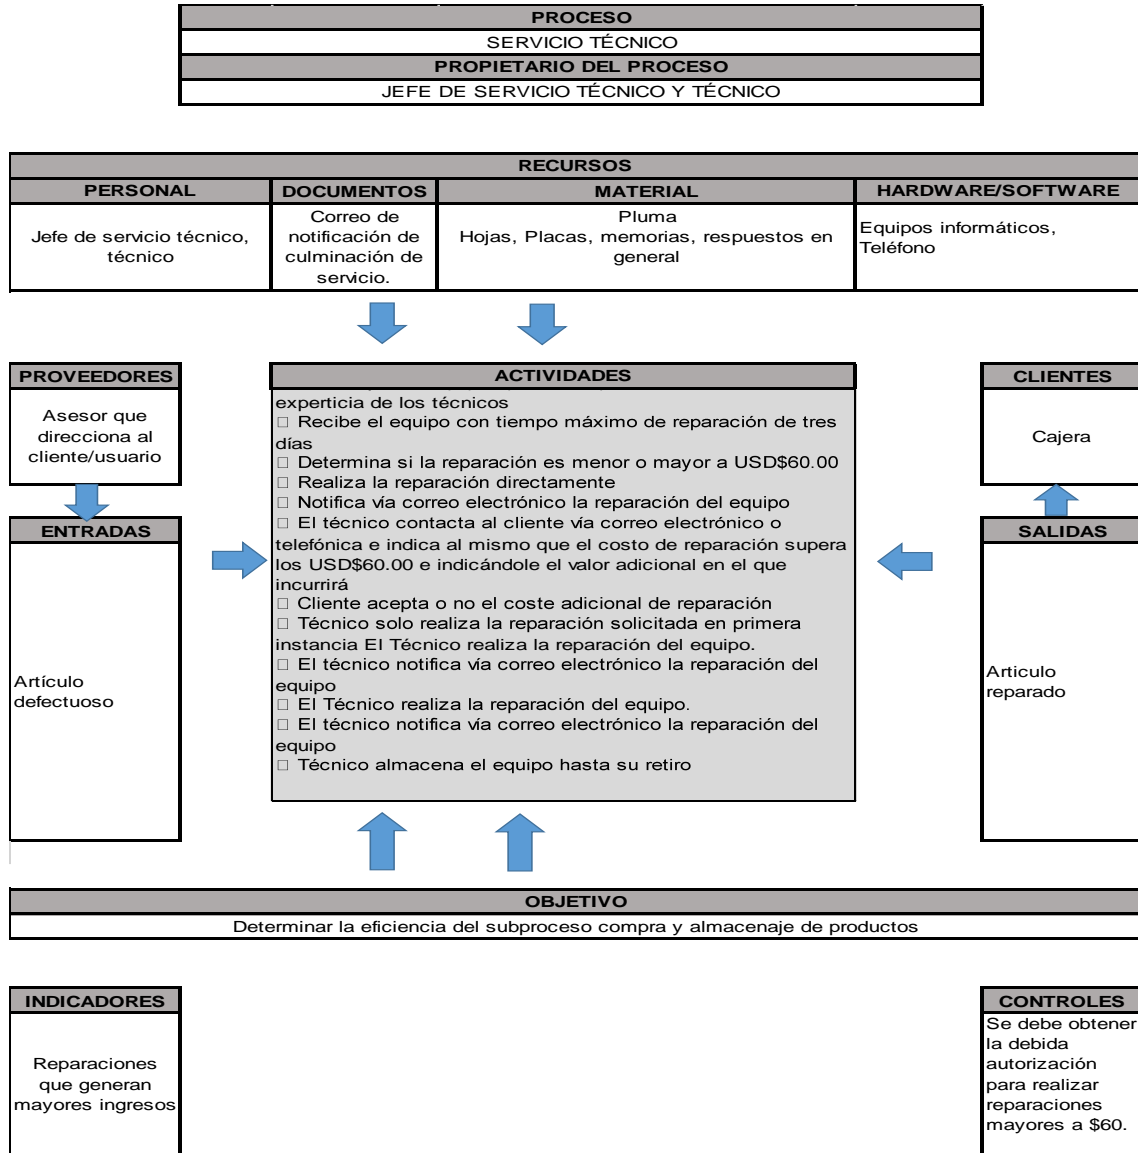 PROCESO
SERVICIO TÉCNICO
PROPIETARIO DEL PROCESO
JEFE DE SERVICIO TÉCNICO Y TÉCNICO
RECURSOS
PERSONAL
Jefe de servicio técnico,
técnico
DOCUMENTOS
Correo de
notificación de
culminación de
servicio.
MATERIAL
Pluma
Hojas, Placas, memorias, respuestos en
general
HARDWARE/SOFTWARE
Equipos informáticos,
Teléfono
PROVEEDORES
Asesor que
direcciona al
cliente/usuario
ENTRADAS
Artículo
defectuoso
ACTIVIDADES
experticia de los técnicos
□ Recibe el equipo con tiempo máximo de reparación de tres
días
□ Determina si la reparación es menor o mayor a USD$60.00
□ Realiza la reparación directamente
□ Notifica vía correo electrónico la reparación del equipo
□ El técnico contacta al cliente vía correo electrónico o
telefónica e indica al mismo que el costo de reparación supera
los USD$60.00 e indicándole el valor adicional en el que
incurrirá
□ Cliente acepta o no el coste adicional de reparación
□ Técnico solo realiza la reparación solicitada en primera
instancia El Técnico realiza la reparación del equipo.
□ El técnico notifica vía correo electrónico la reparación del
equipo
□ El Técnico realiza la reparación del equipo.
□ El técnico notifica vía correo electrónico la reparación del
equipo
□ Técnico almacena el equipo hasta su retiro
CLIENTES
Cajera
SALIDAS
Articulo
reparado
OBJETIVO
Determinar la eficiencia del subproceso compra y almacenaje de productos
INDICADORES
Reparaciones
que generan
mayores ingresos
CONTROLES
Se debe obtener
la debida
autorización
para realizar
reparaciones
mayores a $60.